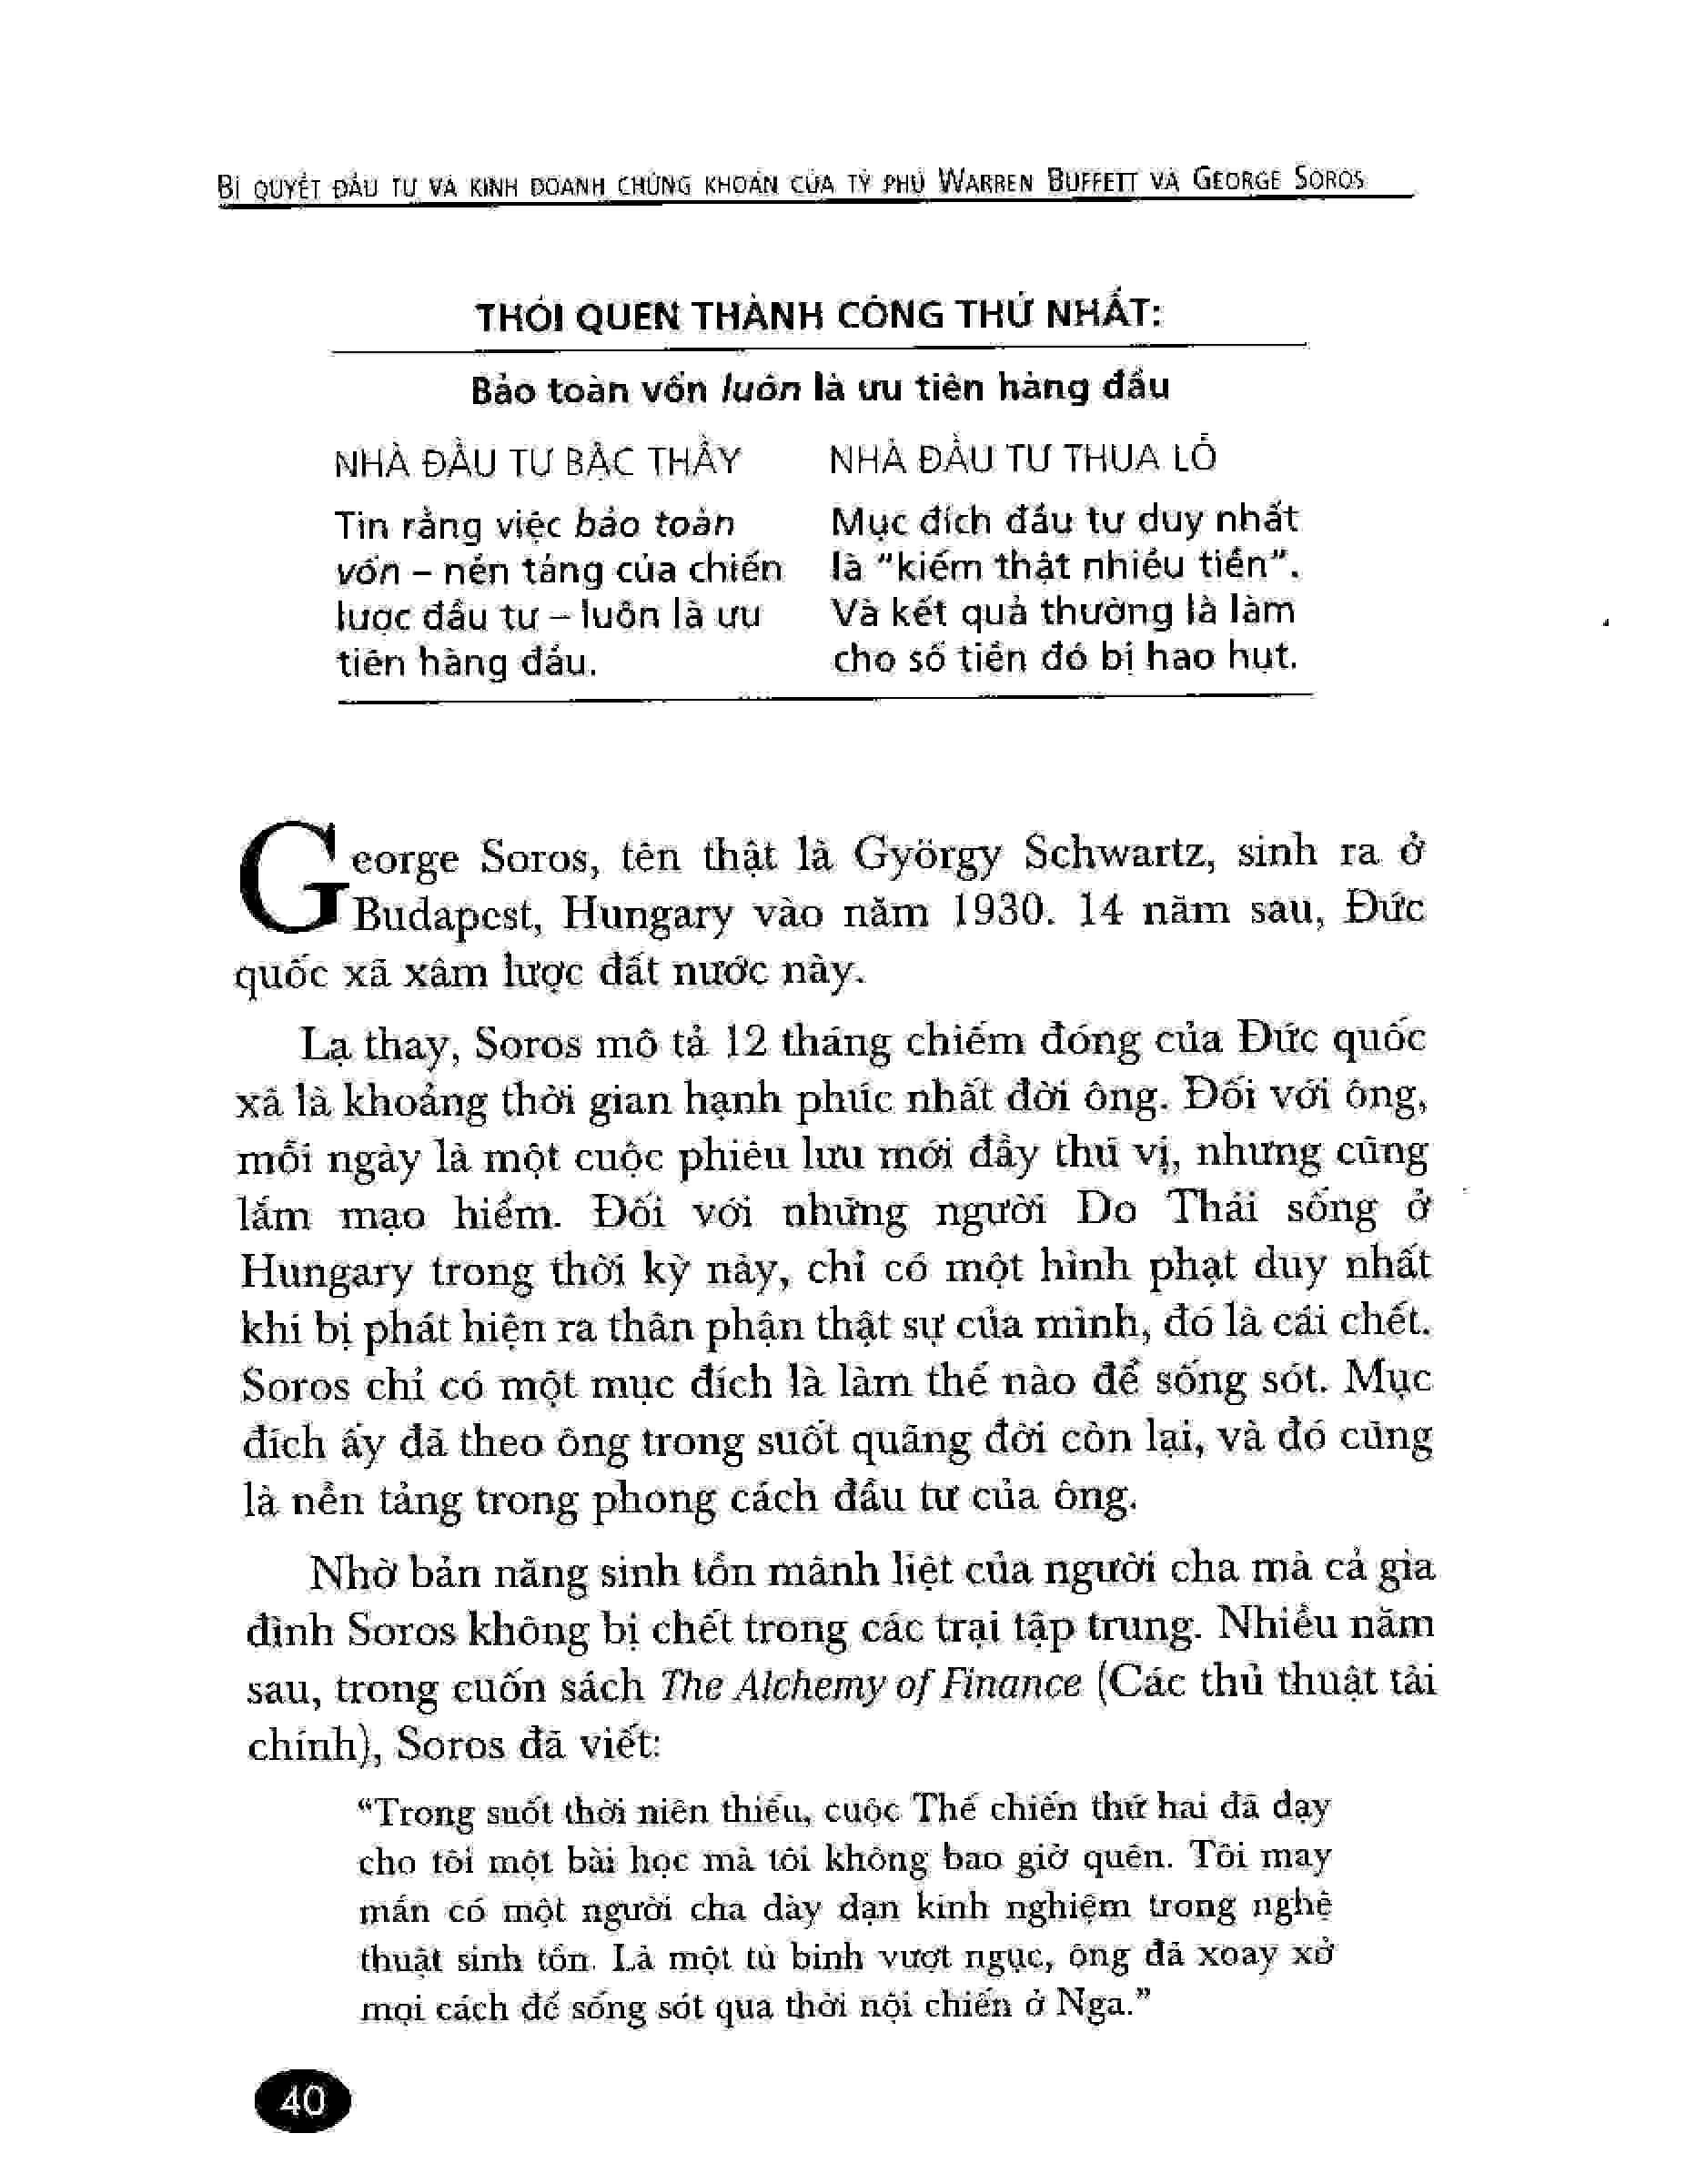 BÍ QUYẾT ĐẦU TƯ VÀ KINH DOANH CHỨNG KHOÁN CỦA TỶ PHÚ WARREN BUFFETT VÀ GEORGE SOROS
THÓI QUEN THÀNH CÔNG THỨ NHẤT:
Bảo toàn vốn luôn là ưu tiên hàng đầu
NHÀ ĐẦU TƯ BẬC THẦY
Tin rằng việc bảo toàn
vốn – nền tảng của chiến
lược đầu tư – luôn là ưu
tiên hàng đầu.
NHÀ ĐẦU TƯ THUA LỖ
Mục đích đầu tư duy nhất
là “kiếm thật nhiều tiền”.
Và kết quả thường là làm
cho số tiền đó bị hao hụt.
George Soros, tên thật là György Schwartz, sinh ra ở
Budapest, Hungary vào năm 1930. 14 năm sau, Đức
quốc xã xâm lược đất nước này.
Lạ thay, Soros mô tả 12 tháng chiếm đóng của Đức quốc
xã là khoảng thời gian hạnh phúc nhất đời ông. Đối với ông,
mỗi ngày là một cuộc phiêu lưu mới đầy thú vị, nhưng cũng
lắm mạo hiểm. Đối với những người Do Thái sống ở
Hungary trong thời kỳ này, chỉ có một hình phạt duy nhất
khi bị phát hiện ra thân phận thật sự của mình, đó là cái chết.
Soros chỉ có một mục đích là làm thế nào để sống sót. Mục
đích ấy đã theo ông trong suốt quãng đời còn lại, và đó cũng
là nền tảng trong phong cách đầu tư của ông.
Nhờ bản năng sinh tồn mãnh liệt của người cha mà cả gia
đình Soros không bị chết trong các trại tập trung. Nhiều năm
sau, trong cuốn sách The Alchemy of Finance (Các thủ thuật tài
chính), Soros đã viết:
“Trong suốt thời niên thiếu, cuộc Thế chiến thứ hai đã dạy
cho tôi một bài học mà tôi không bao giờ quên. Tôi may
mắn có một người cha dày dạn kinh nghiệm trong nghệ
thuật sinh tồn. Là một tù binh vượt ngục, ông đã xoay xở
mọi cách để sống sót qua thời nội chiến ở Nga.”
40